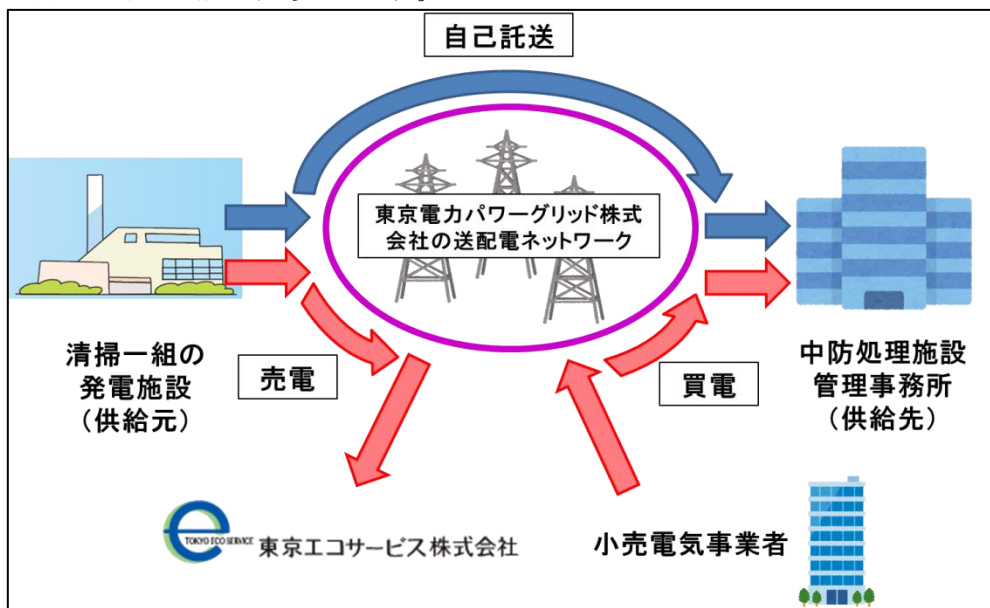 自己託送
東京電力パワーグリッド株式
会社の送配電ネットワーク
清掃一組の
発電施設
（供給元）
売電
買電
中防処理施設
管理事務所
（供給先）
TOKYO ECO SERVICE
東京エコサービス株式会社
小売電気事業者